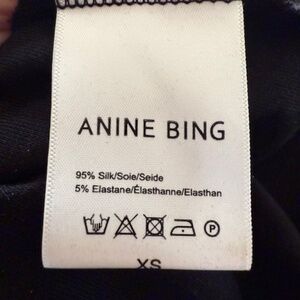 ANINE BING
95% Silk/Soie/Seide
5% Elastane/Élasthanne/Elasthan
P
XS